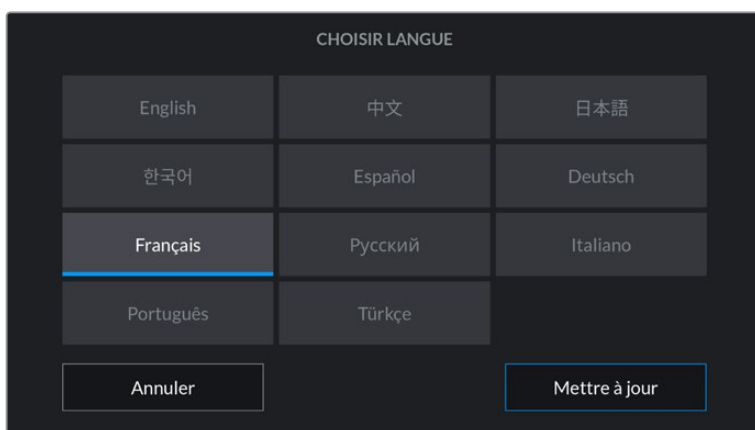 CHOISIR LANGUE
English 中文 日本語
한국어 Español Deutsch
Français Русский Italiano
Português Türkçe
Annuler Mettre à jour